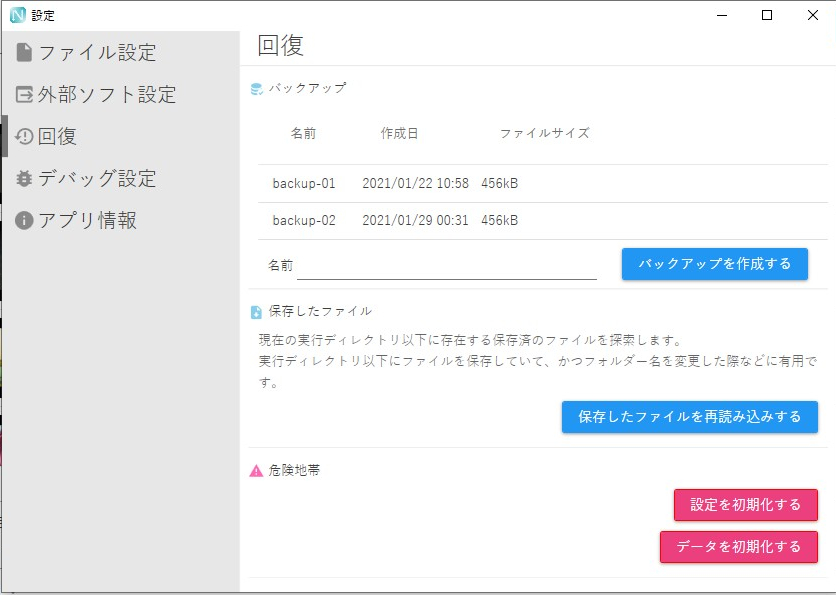 設定
ファイル設定
外部ソフト設定
回復
デバッグ設定
アプリ情報
回復
バックアップ
名前 作成日 ファイルサイズ
backup-01 2021/01/22 10:58 456kB
backup-02 2021/01/29 00:31 456kB
名前 バックアップを作成する
保存したファイル
現在の実行ディレクトリ以下に存在する保存済のファイルを探索します。
実行ディレクトリ以下にファイルを保存していて、かつフォルダー名を変更した際などに有用で
す。
保存したファイルを再読み込みする
危険地帯
設定を初期化する
データを初期化する